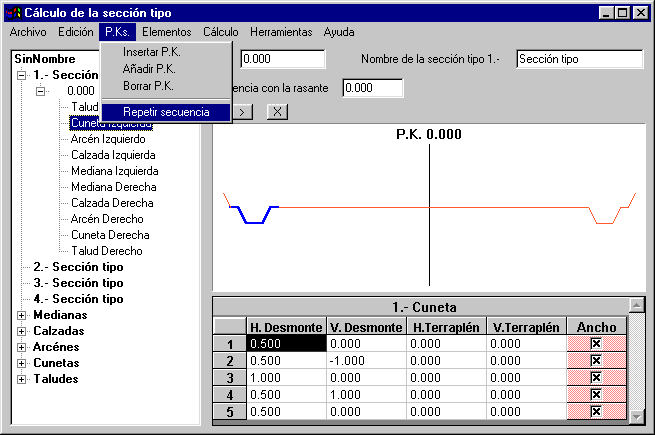 Cálculo de la sección tipo
Archivo Edición P.Ks. Elementos Cálculo Herramientas Ayuda
Insertar P.K.
Añadir P.K.
Borrar P.K.
Repetir secuencia
0.000 Nombre de la sección tipo 1.- Sección tipo
encia con la rasante 0.000
> X
SinNombre
1.- Sección
0.000
Talud
Cuneta Izquierda
Arcén Izquierdo
Calzada Izquierda
Mediana Izquierda
Mediana Derecha
Calzada Derecha
Arcén Derecho
Cuneta Derecha
Talud Derecho
2.- Sección tipo
3.- Sección tipo
4.- Sección tipo
Medianas
Calzadas
Arcénes
Cunetas
Taludes
P.K. 0.000
1.- Cuneta
H. Desmonte V. Desmonte H.Terraplén V.Terraplén Ancho
1 0.500 0.000 0.000 0.000
2 0.500 -1.000 0.000 0.000
3 1.000 0.000 0.000 0.000
4 0.500 1.000 0.000 0.000
5 0.500 0.000 0.000 0.000